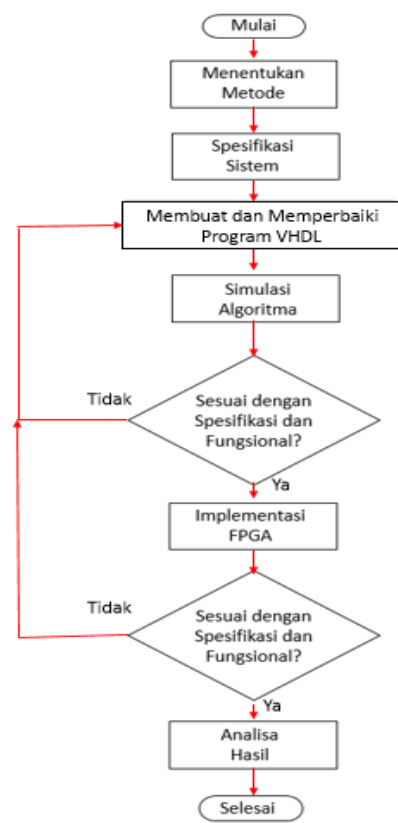 Mulai
Menentukan
Metode
Spesifikasi
Sistem
Membuat dan Memperbaiki
Program VHDL
Simulasi
Algoritma
Tidak
Sesuai dengan
Spesifikasi dan
Fungsional?
Ya
Implementasi
FPGA
Tidak
Sesuai dengan
Spesifikasi dan
Fungsional?
Ya
Analisa
Hasil
Selesai